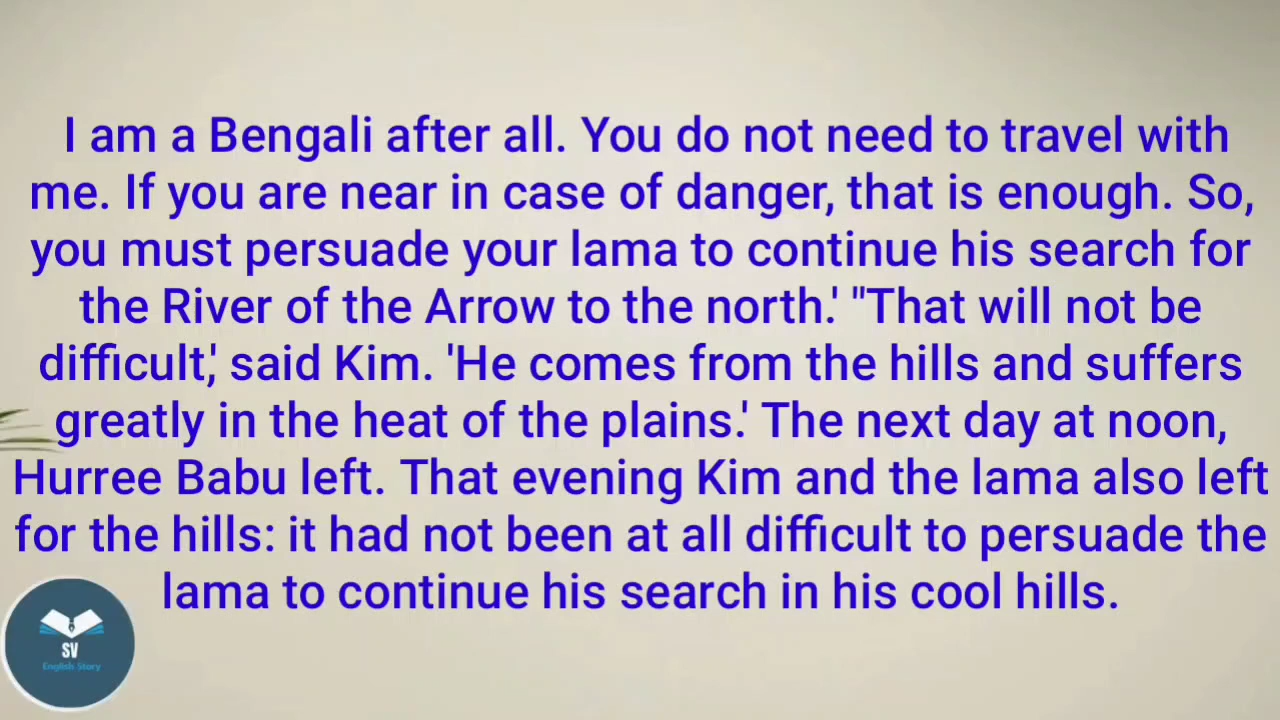 I am a Bengali after all. You do not need to travel with
me. If you are near in case of danger, that is enough. So,
you must persuade your lama to continue his search for
the River of the Arrow to the north.' "That will not be
difficult,' said Kim. 'He comes from the hills and suffers
greatly in the heat of the plains.' The next day at noon,
Hurree Babu left. That evening Kim and the lama also left
for the hills: it had not been at all difficult to persuade the
lama to continue his search in his cool hills.
SV
English Story